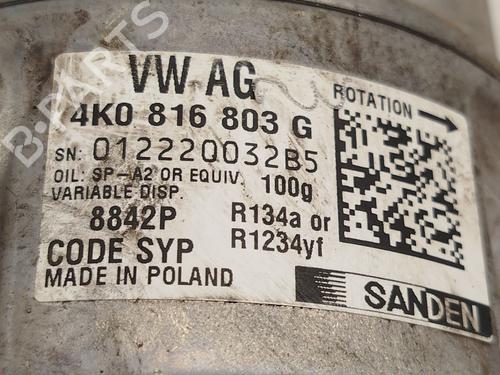 VW AG
4K0 816 803 G
SN: 012220032B5
OIL: SP-A2 OR EQUIV. 100g
VARIABLE DISP.
8842P R134a or
CODE SYP R1234yf
MADE IN POLAND
ROTATION
SANDEN
B-PARTS